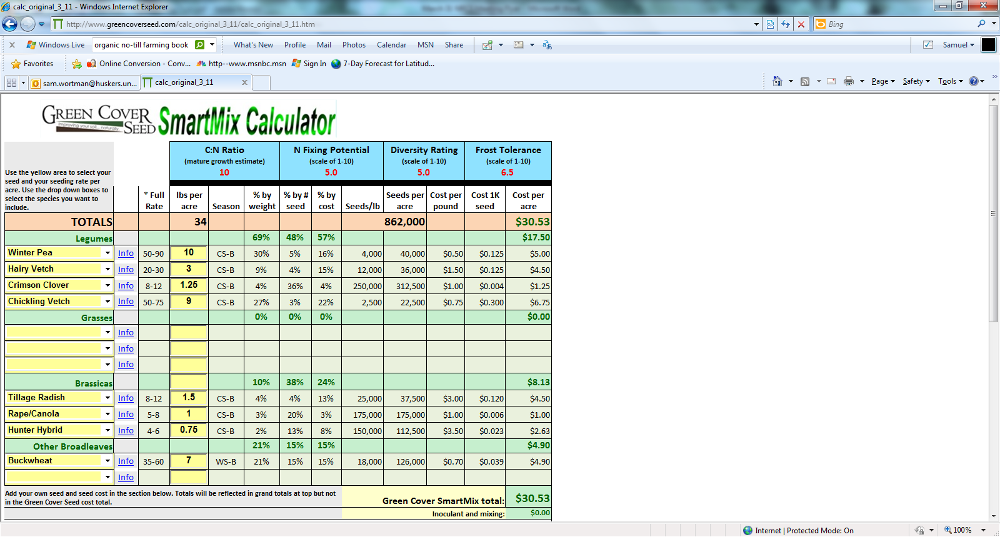 calc_original_3_11 - Windows Internet Explorer
http://www.greencoverseed.com/calc_original_3_11/calc_original_3_11.htm
Bing
Windows Live
organic no-till farming book
What's New Profile Mail Photos Calendar MSN Share
Samuel
Favorites
Online Conversion - Conv...
http--www.msnbc.msn
Sign In
7-Day Forecast for Latitud...
sam.wortman@huskers.un...
calc_original_3_11
Page Safety Tools
GREEN COVER SEED
Improving your soil... naturally.
SmartMix Calculator
Use the yellow area to select your
seed and your seeding rate per
acre. Use the drop down boxes to
select the species you want to
include.
C:N Ratio N Fixing Potential Diversity Rating Frost Tolerance
(mature growth estimate) (scale of 1-10) (scale of 1-10) (scale of 1-10)
10 5.0 5.0 6.5
* Full lbs per % by % by # % by Seeds per Cost per Cost 1K Cost per
Rate acre Season weight seed cost Seeds/lb acre pound seed acre
TOTALS 34 862,000 $30.53
Legumes 69% 48% 57% $17.50
Winter Pea Info 50-90 10 CS-B 30% 5% 16% 4,000 40,000 $0.50 $0.125 $5.00
Hairy Vetch Info 20-30 3 CS-B 9% 4% 15% 12,000 36,000 $1.50 $0.125 $4.50
Crimson Clover Info 8-12 1.25 CS-B 4% 36% 4% 250,000 312,500 $1.00 $0.004 $1.25
Chickling Vetch Info 50-75 9 CS-B 27% 3% 22% 2,500 22,500 $0.75 $0.300 $6.75
Grasses 0% 0% 0% $0.00
Info
Info
Info
Brassicas 10% 38% 24% $8.13
Tillage Radish Info 8-12 1.5 CS-B 4% 4% 13% 25,000 37,500 $3.00 $0.120 $4.50
Rape/Canola Info 5-8 1 CS-B 3% 20% 3% 175,000 175,000 $1.00 $0.006 $1.00
Hunter Hybrid Info 4-6 0.75 CS-B 2% 13% 8% 150,000 112,500 $3.50 $0.023 $2.63
Other Broadleaves 21% 15% 15% $4.90
Buckwheat Info 35-60 7 WS-B 21% 15% 15% 18,000 126,000 $0.70 $0.039 $4.90
Info
Add your own seed and seed cost in the section below. Totals will be reflected in grand totals at top but not
in the Green Cover Seed cost total.
Green Cover SmartMix total: $30.53
Inoculant and mixing: $0.00
Internet | Protected Mode: On
100%